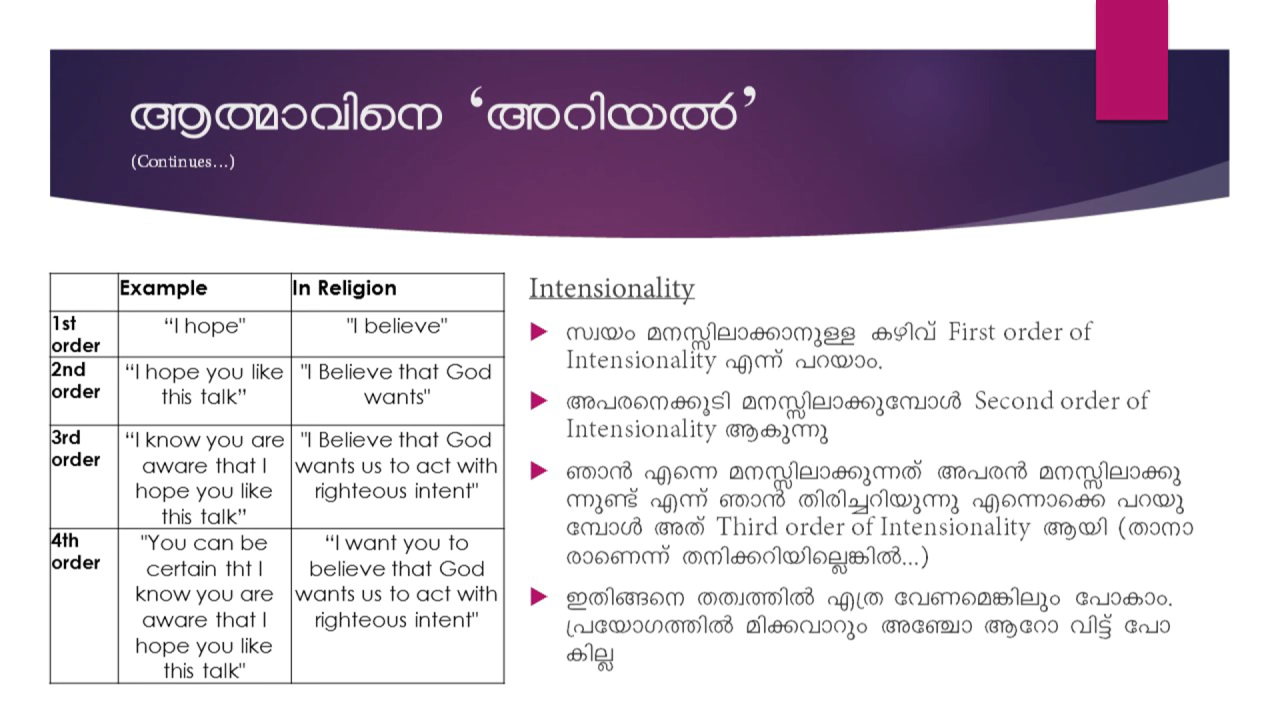 ആത്മാവിനെ ‘അറിയൽ’
(Continues...)
Example In Religion
1st order “I hope" "I believe"
2nd order “I hope you like this talk” "I Believe that God wants"
3rd order “I know you are aware that I hope you like this talk” "I Believe that God wants us to act with righteous intent"
4th order "You can be certain tht I know you are aware that I hope you like this talk" “I want you to believe that God wants us to act with righteous intent"
Intensionality
സ്വയം മനസ്സിലാക്കാനുള്ള കഴിവ് First order of
Intensionality എന്ന് പറയാം.
അപരനെക്കൂടി മനസ്സിലാക്കുമ്പോൾ Second order of
Intensionality ആകുന്നു
ഞാൻ എന്നെ മനസ്സിലാക്കുന്നത് അപരൻ മനസ്സിലാക്കു
ന്നുണ്ട് എന്ന് ഞാൻ തിരിച്ചറിയുന്നു എന്നൊക്കെ പറയു
മ്പോൾ അത് Third order of Intensionality ആയി (താനാ
രാണെന്ന് തനിക്കറിയില്ലെങ്കിൽ...)
ഇതിങ്ങനെ തത്വത്തിൽ എത്ര വേണമെങ്കിലും പോകാം.
പ്രയോഗത്തിൽ മിക്കവാറും അഞ്ചോ ആറോ വിട്ട് പോ
കില്ല